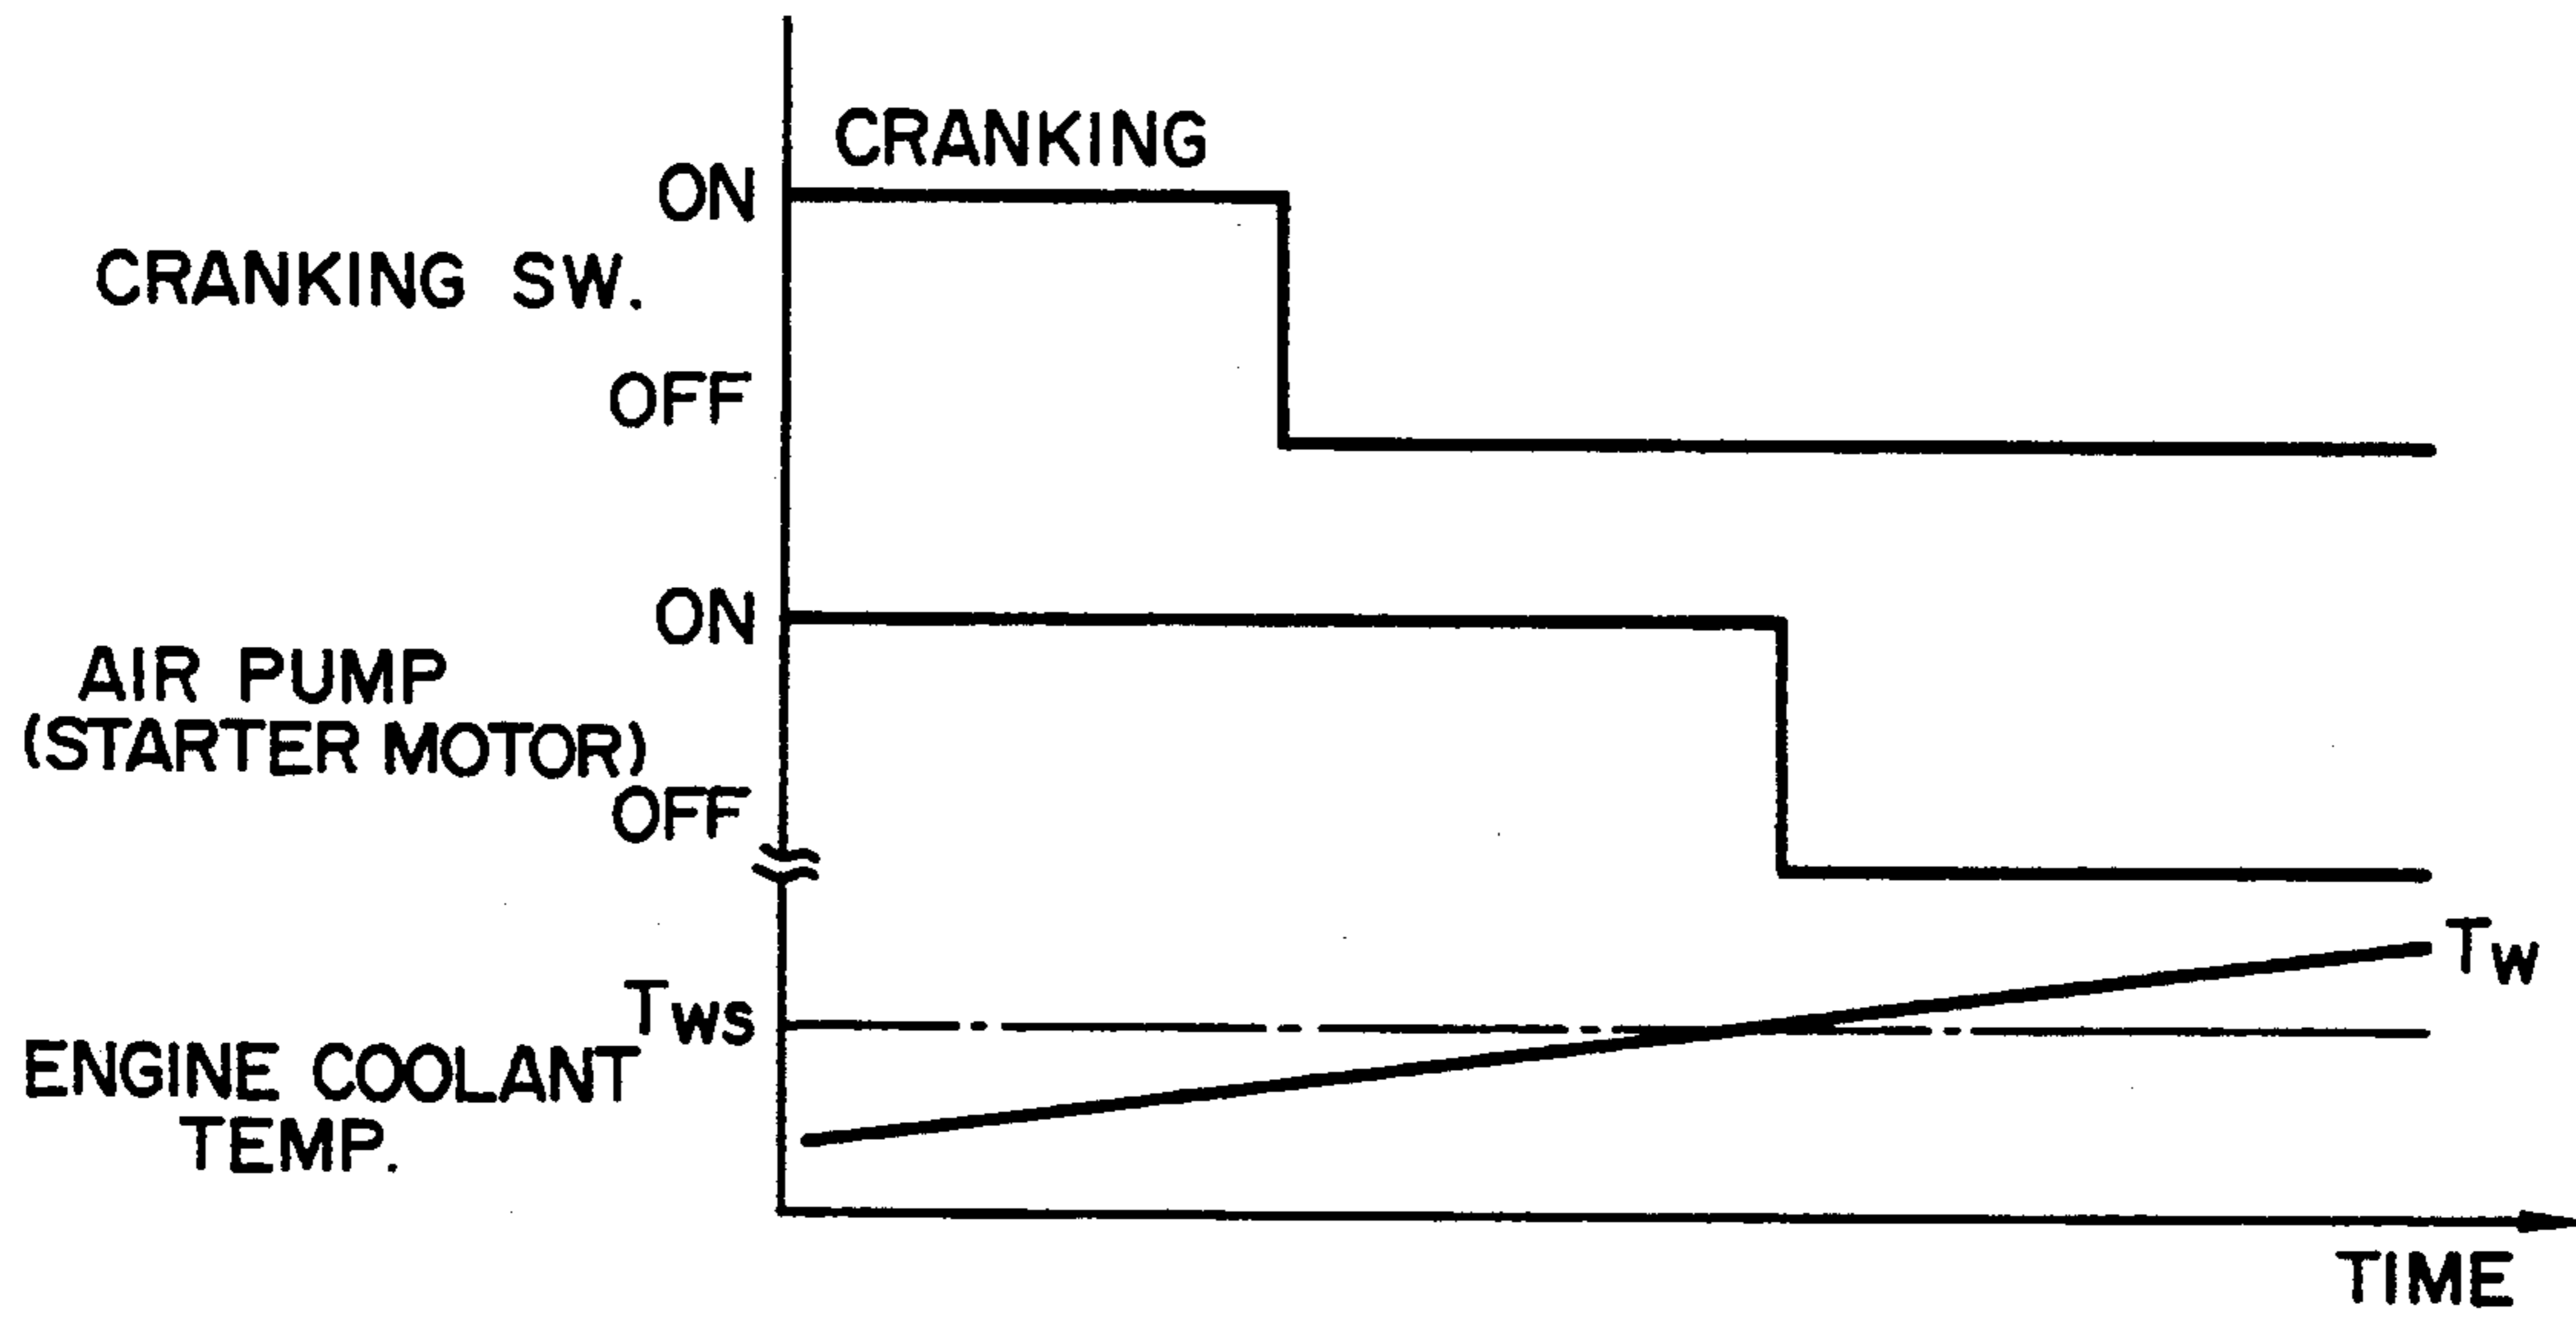 CRANKING
ON
CRANKING SW.
OFF
ON
AIR PUMP
(STARTER MOTOR)
OFF
Tw
Tws
ENGINE COOLANT
TEMP.
TIME